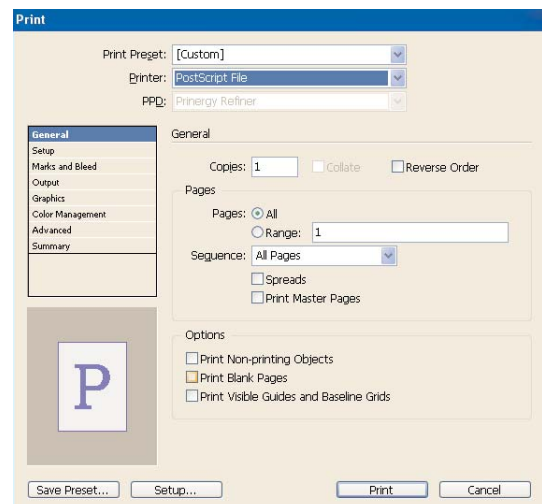 Print
Print Preset: [Custom]
Printer: PostScript File
PPD: Prinergy Refiner
General
Setup
Marks and Bleed
Output
Graphics
Color Management
Advanced
Summary
General
Copies: 1 Collate Reverse Order
Pages
Pages: All
Range: 1
Sequence: All Pages
Spreads
Print Master Pages
Options
Print Non-printing Objects
Print Blank Pages
Print Visible Guides and Baseline Grids
P
Save Preset... Setup... Print Cancel